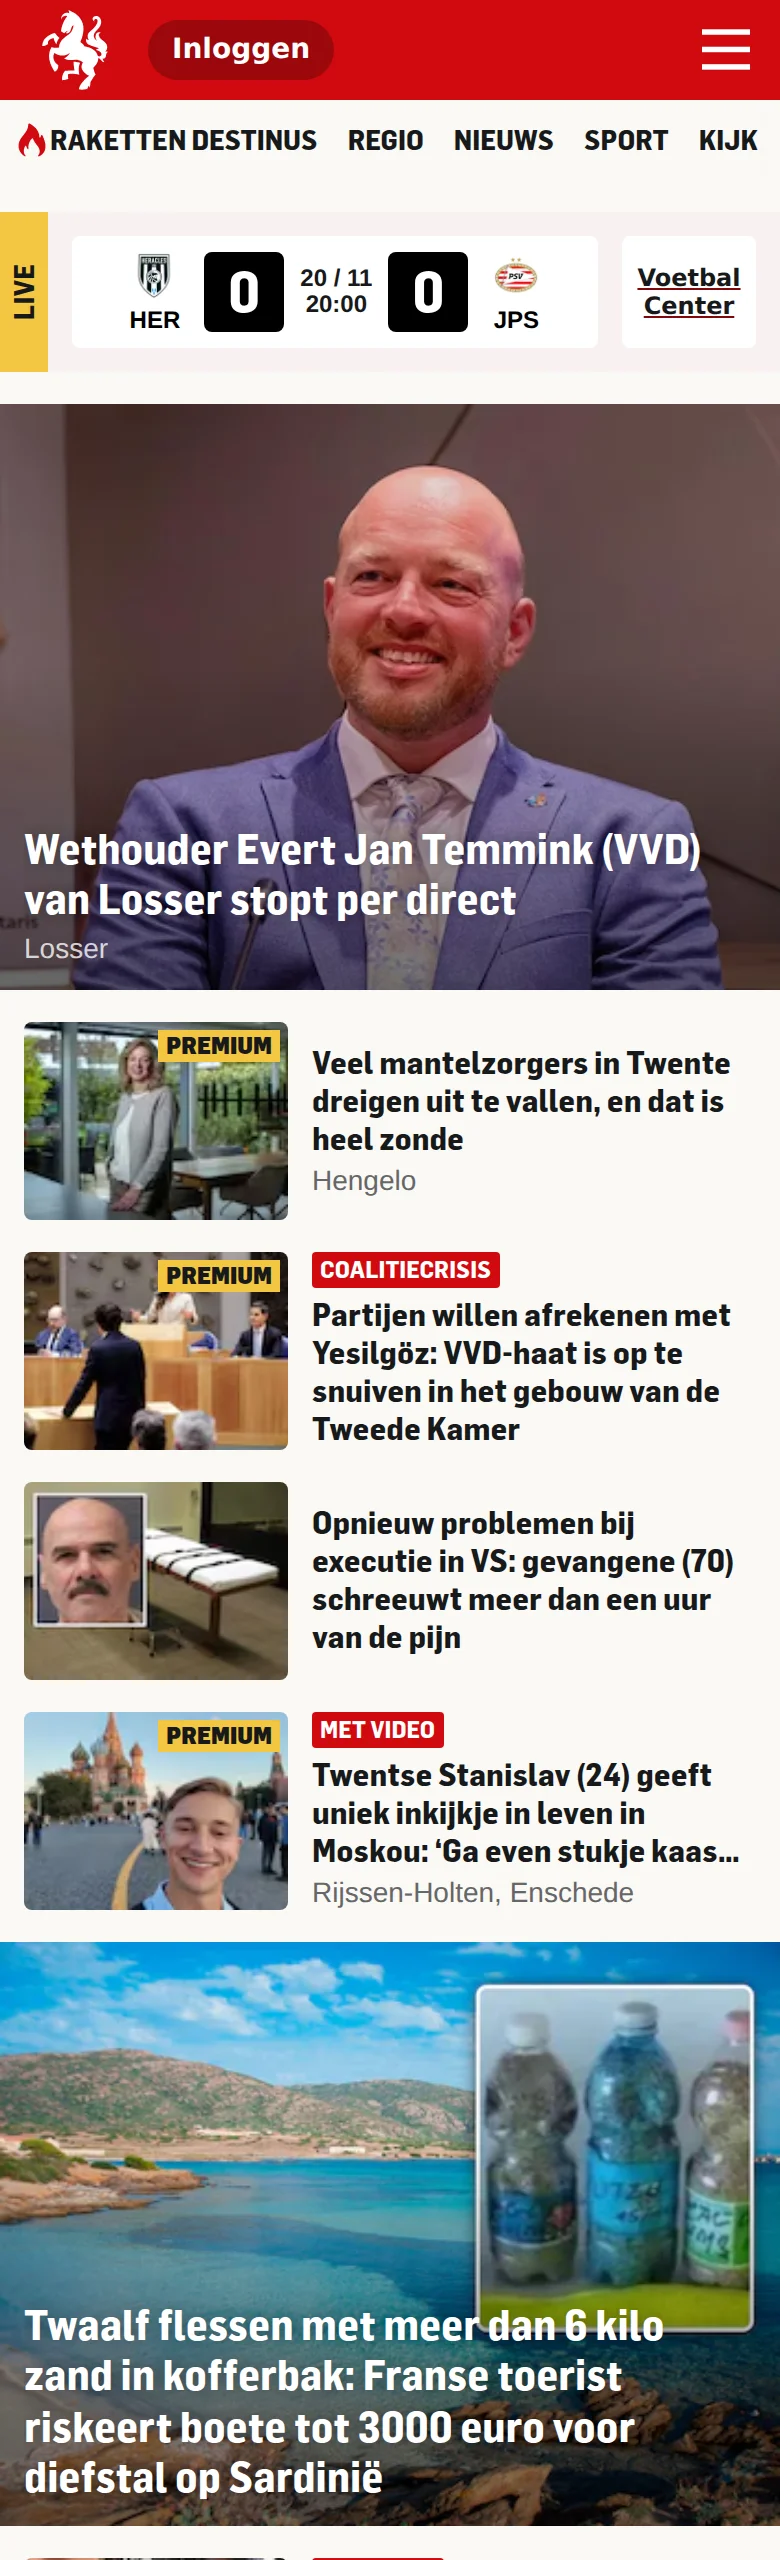 Inloggen
RAKETTEN DESTINUS REGIO NIEUWS SPORT KIJK
LIVE
HERACLES
HER
0
20 / 11
20:00
0
PSV
JPS
Voetbal
Center
Wethouder Evert Jan Temmink (VVD)
van Losser stopt per direct
taris
Losser
PREMIUM
Veel mantelzorgers in Twente
dreigen uit te vallen, en dat is
heel zonde
Hengelo
PREMIUM
COALITIECRISIS
Partijen willen afrekenen met
Yesilgöz: VVD-haat is op te
snuiven in het gebouw van de
Tweede Kamer
Opnieuw problemen bij
executie in VS: gevangene (70)
schreeuwt meer dan een uur
van de pijn
PREMIUM
MET VIDEO
Twentse Stanislav (24) geeft
uniek inkijkje in leven in
Moskou: ‘Ga even stukje kaas...
Rijssen-Holten, Enschede
Twaalf flessen met meer dan 6 kilo
zand in kofferbak: Franse toerist
riskeert boete tot 3000 euro voor
diefstal op Sardinië